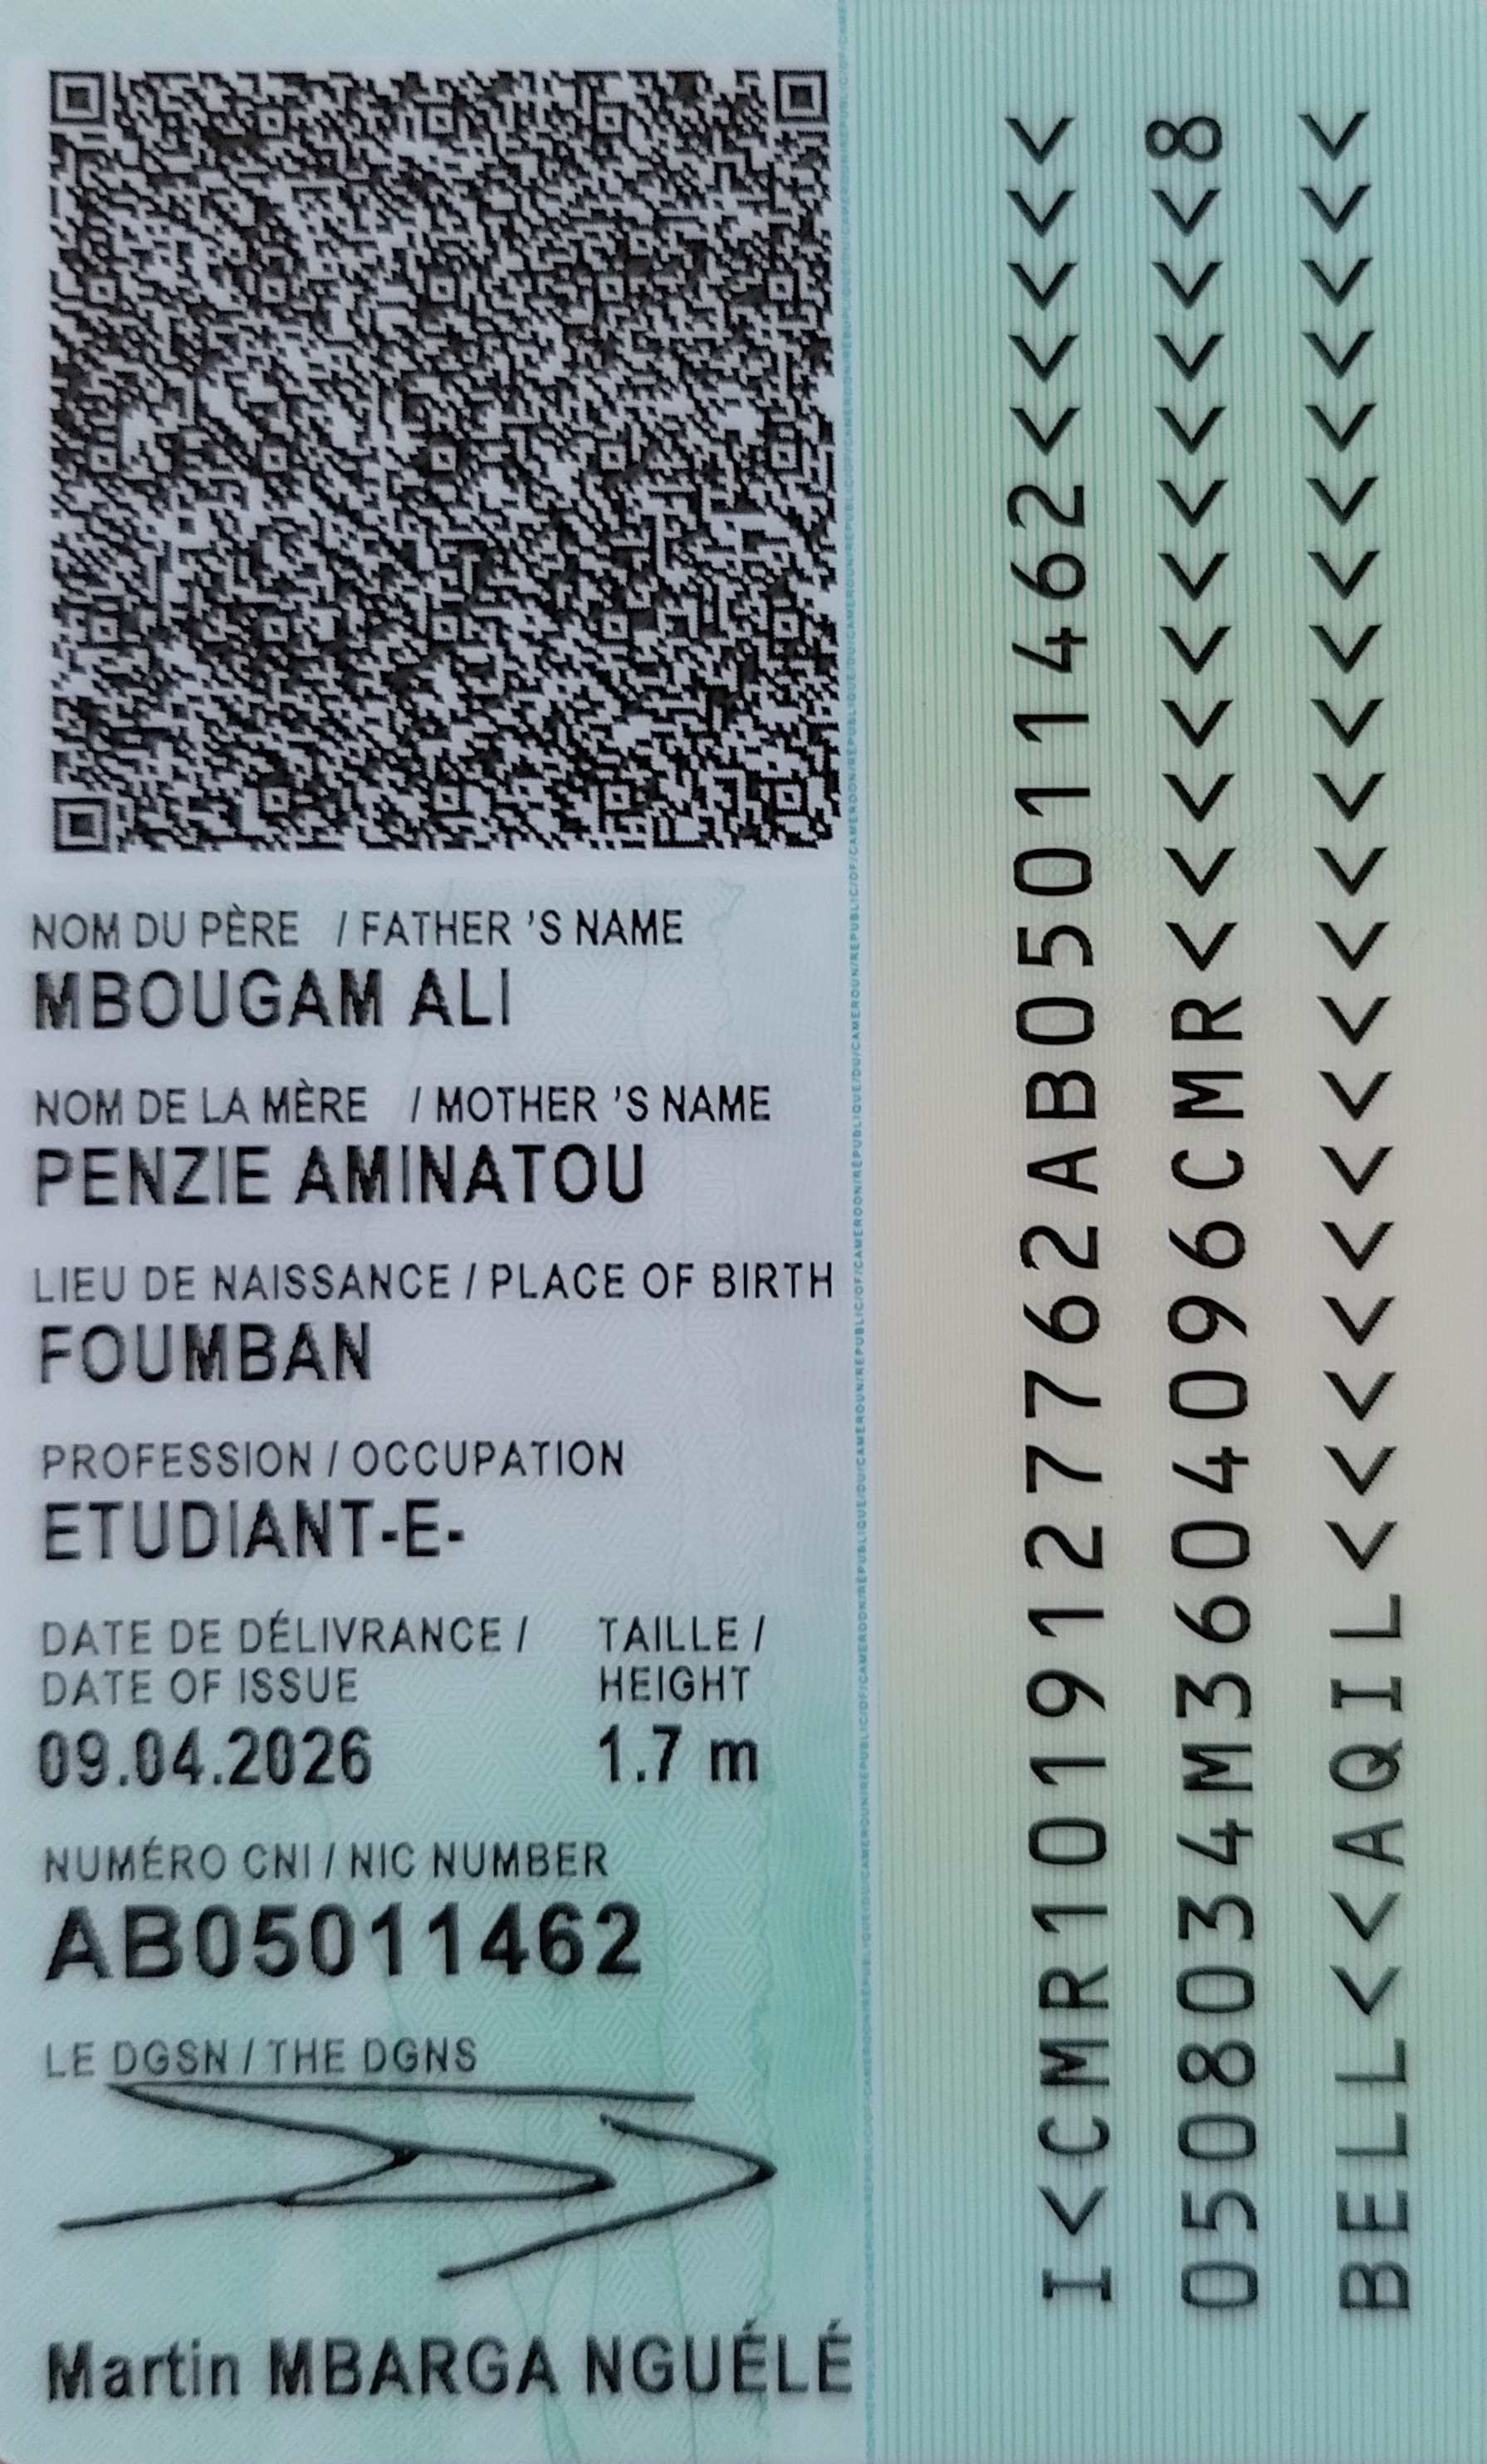 NOM DU PÈRE / FATHER 'S NAME
MBOUGAM ALI
NOM DE LA MÈRE / MOTHER 'S NAME
PENZIE AMINATOU
LIEU DE NAISSANCE / PLACE OF BIRTH
FOUMBAN
PROFESSION / OCCUPATION
ETUDIANT-E-
DATE DE DÉLIVRANCE / TAILLE /
DATE OF ISSUE HEIGHT
09.04.2026 1.7 m
NUMÉRO CNI / NIC NUMBER
AB05011462
LE DGSN / THE DGNS
Martin MBARGA NGUÉLÉ
I<CMR1019127762AB05011462<<<<<
0508034M3604096CMR<<<<<<<<<<<8
BELL<<AQIL<<<<<<<<<<<<<<<<<<<<